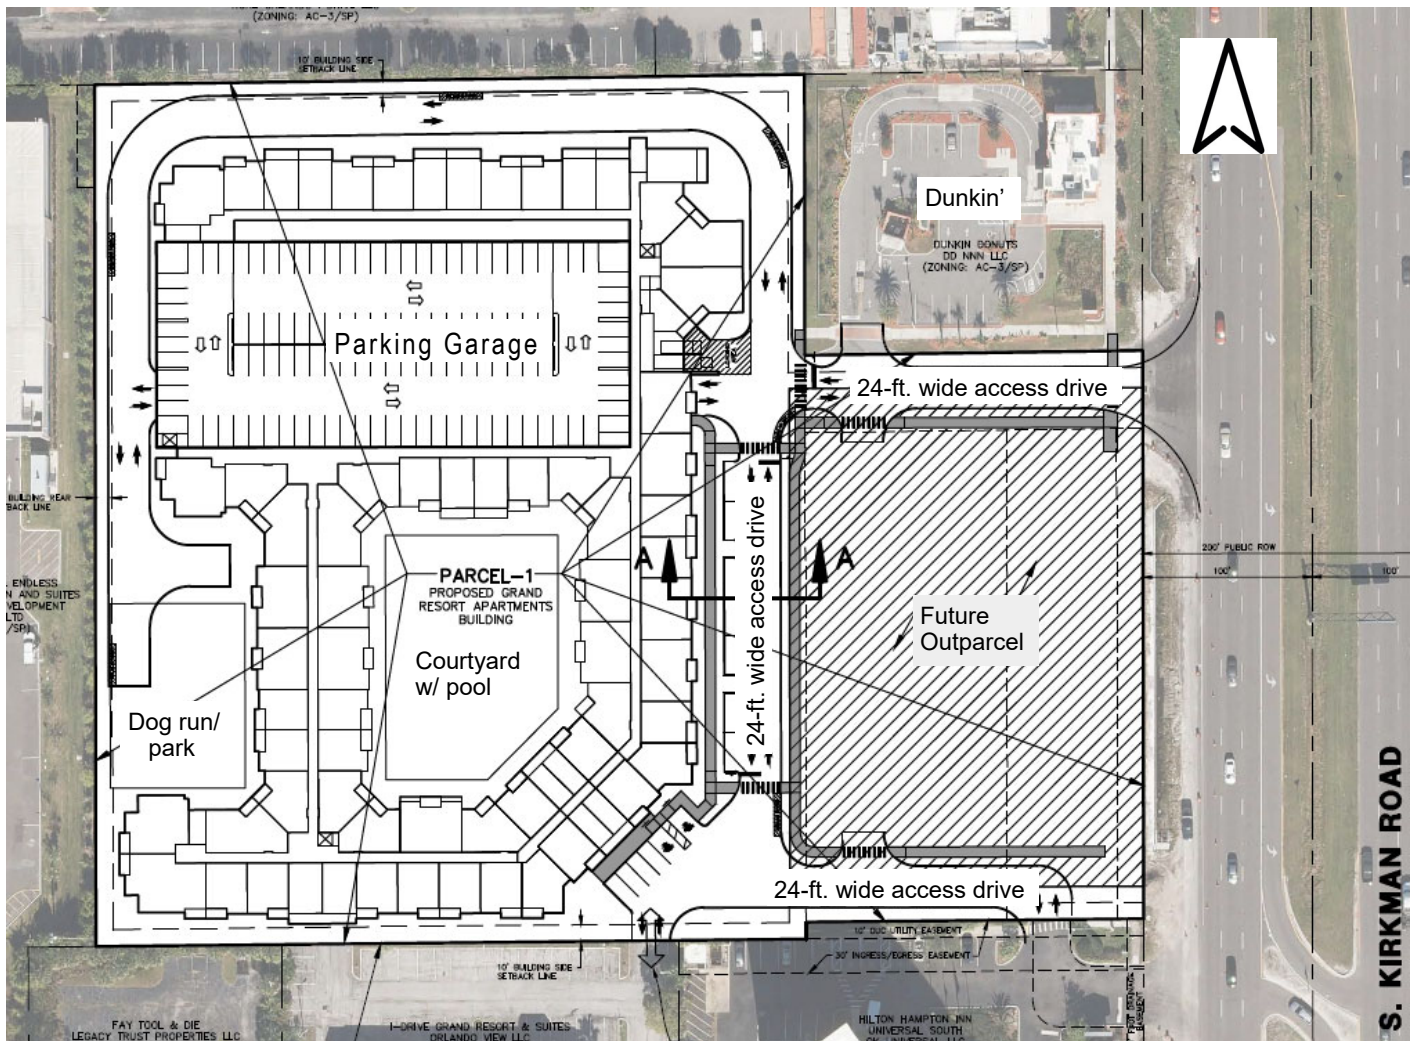 (ZONING: AC-3/SP)
10' BUILDING SIDE
SETBACK LINE
Dunkin'
DUNKIN DONUTS
DD NNN LLC
(ZONING: AC-3/SP)
Parking Garage
24-ft. wide access drive
BUILDING REAR
BACK LINE
24-ft. wide access drive
A
A
200' PUBLIC ROW
100'
100'
PARCEL-1
PROPOSED GRAND
RESORT APARTMENTS
BUILDING
ENDLESS
N AND SUITES
VELOPMENT
LTD
/SP)
Future
Outparcel
Courtyard
w/ pool
Dog run/
park
24-ft. wide access drive
S. KIRKMAN ROAD
10' OUC UTILITY EASEMENT
30' INGRESS/EGRESS EASEMENT
10' BUILDING SIDE
SETBACK LINE
FAY TOOL & DIE
LEGACY TRUST PROPERTIES LLC
I-DRIVE GRAND RESORT & SUITES
ORLANDO VIEW LLC
HILTON HAMPTON INN
UNIVERSAL SOUTH
EASEMENT